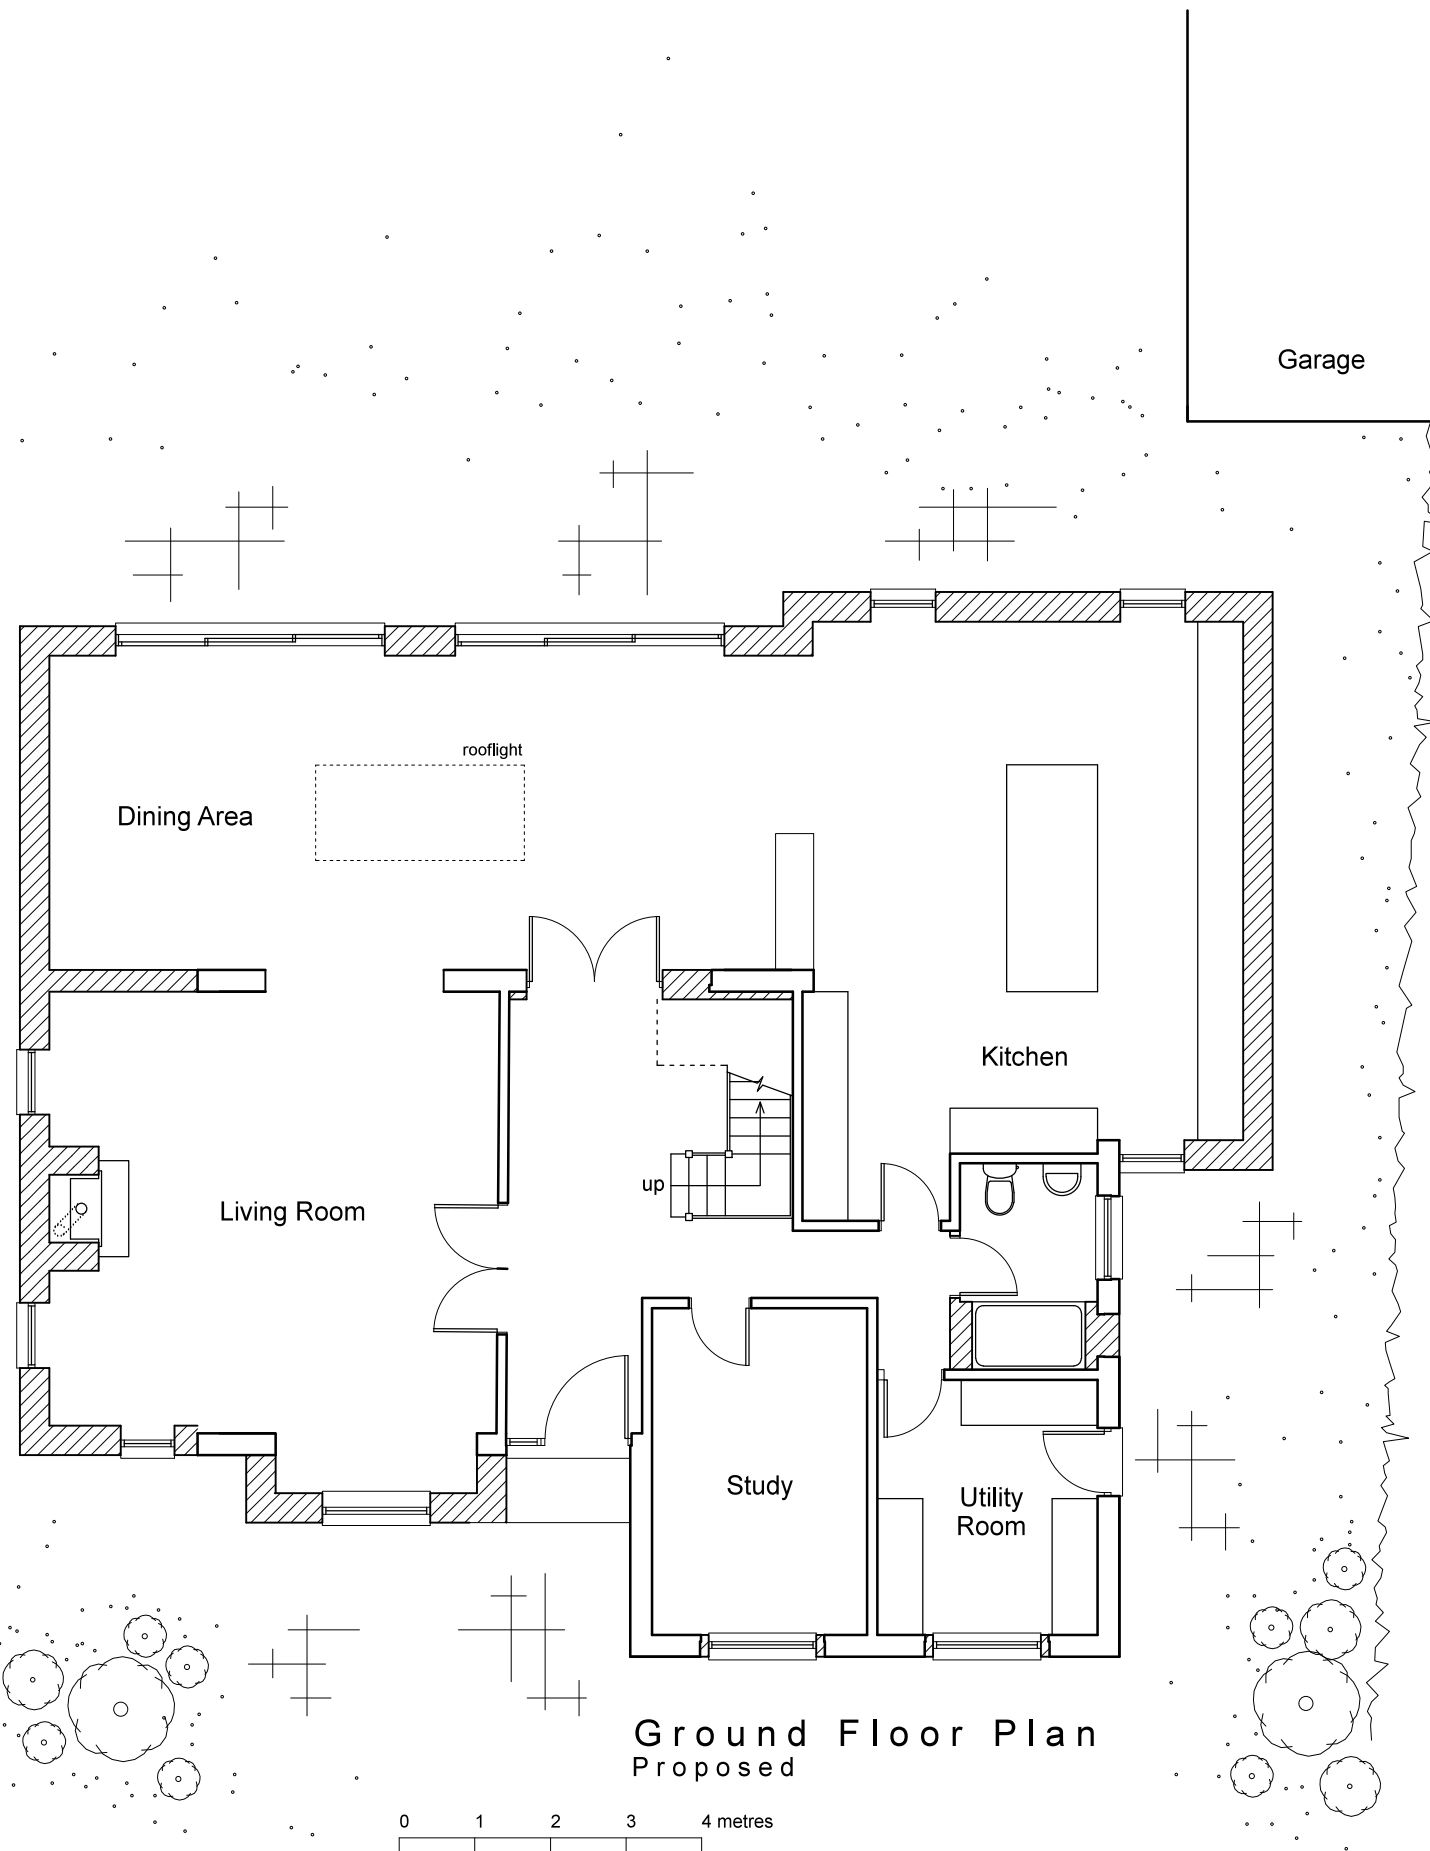 Garage
rooflight
Dining Area
Kitchen
up
Living Room
Study
Utility
Room
Ground Floor Plan
Proposed
0 1 2 3 4 metres